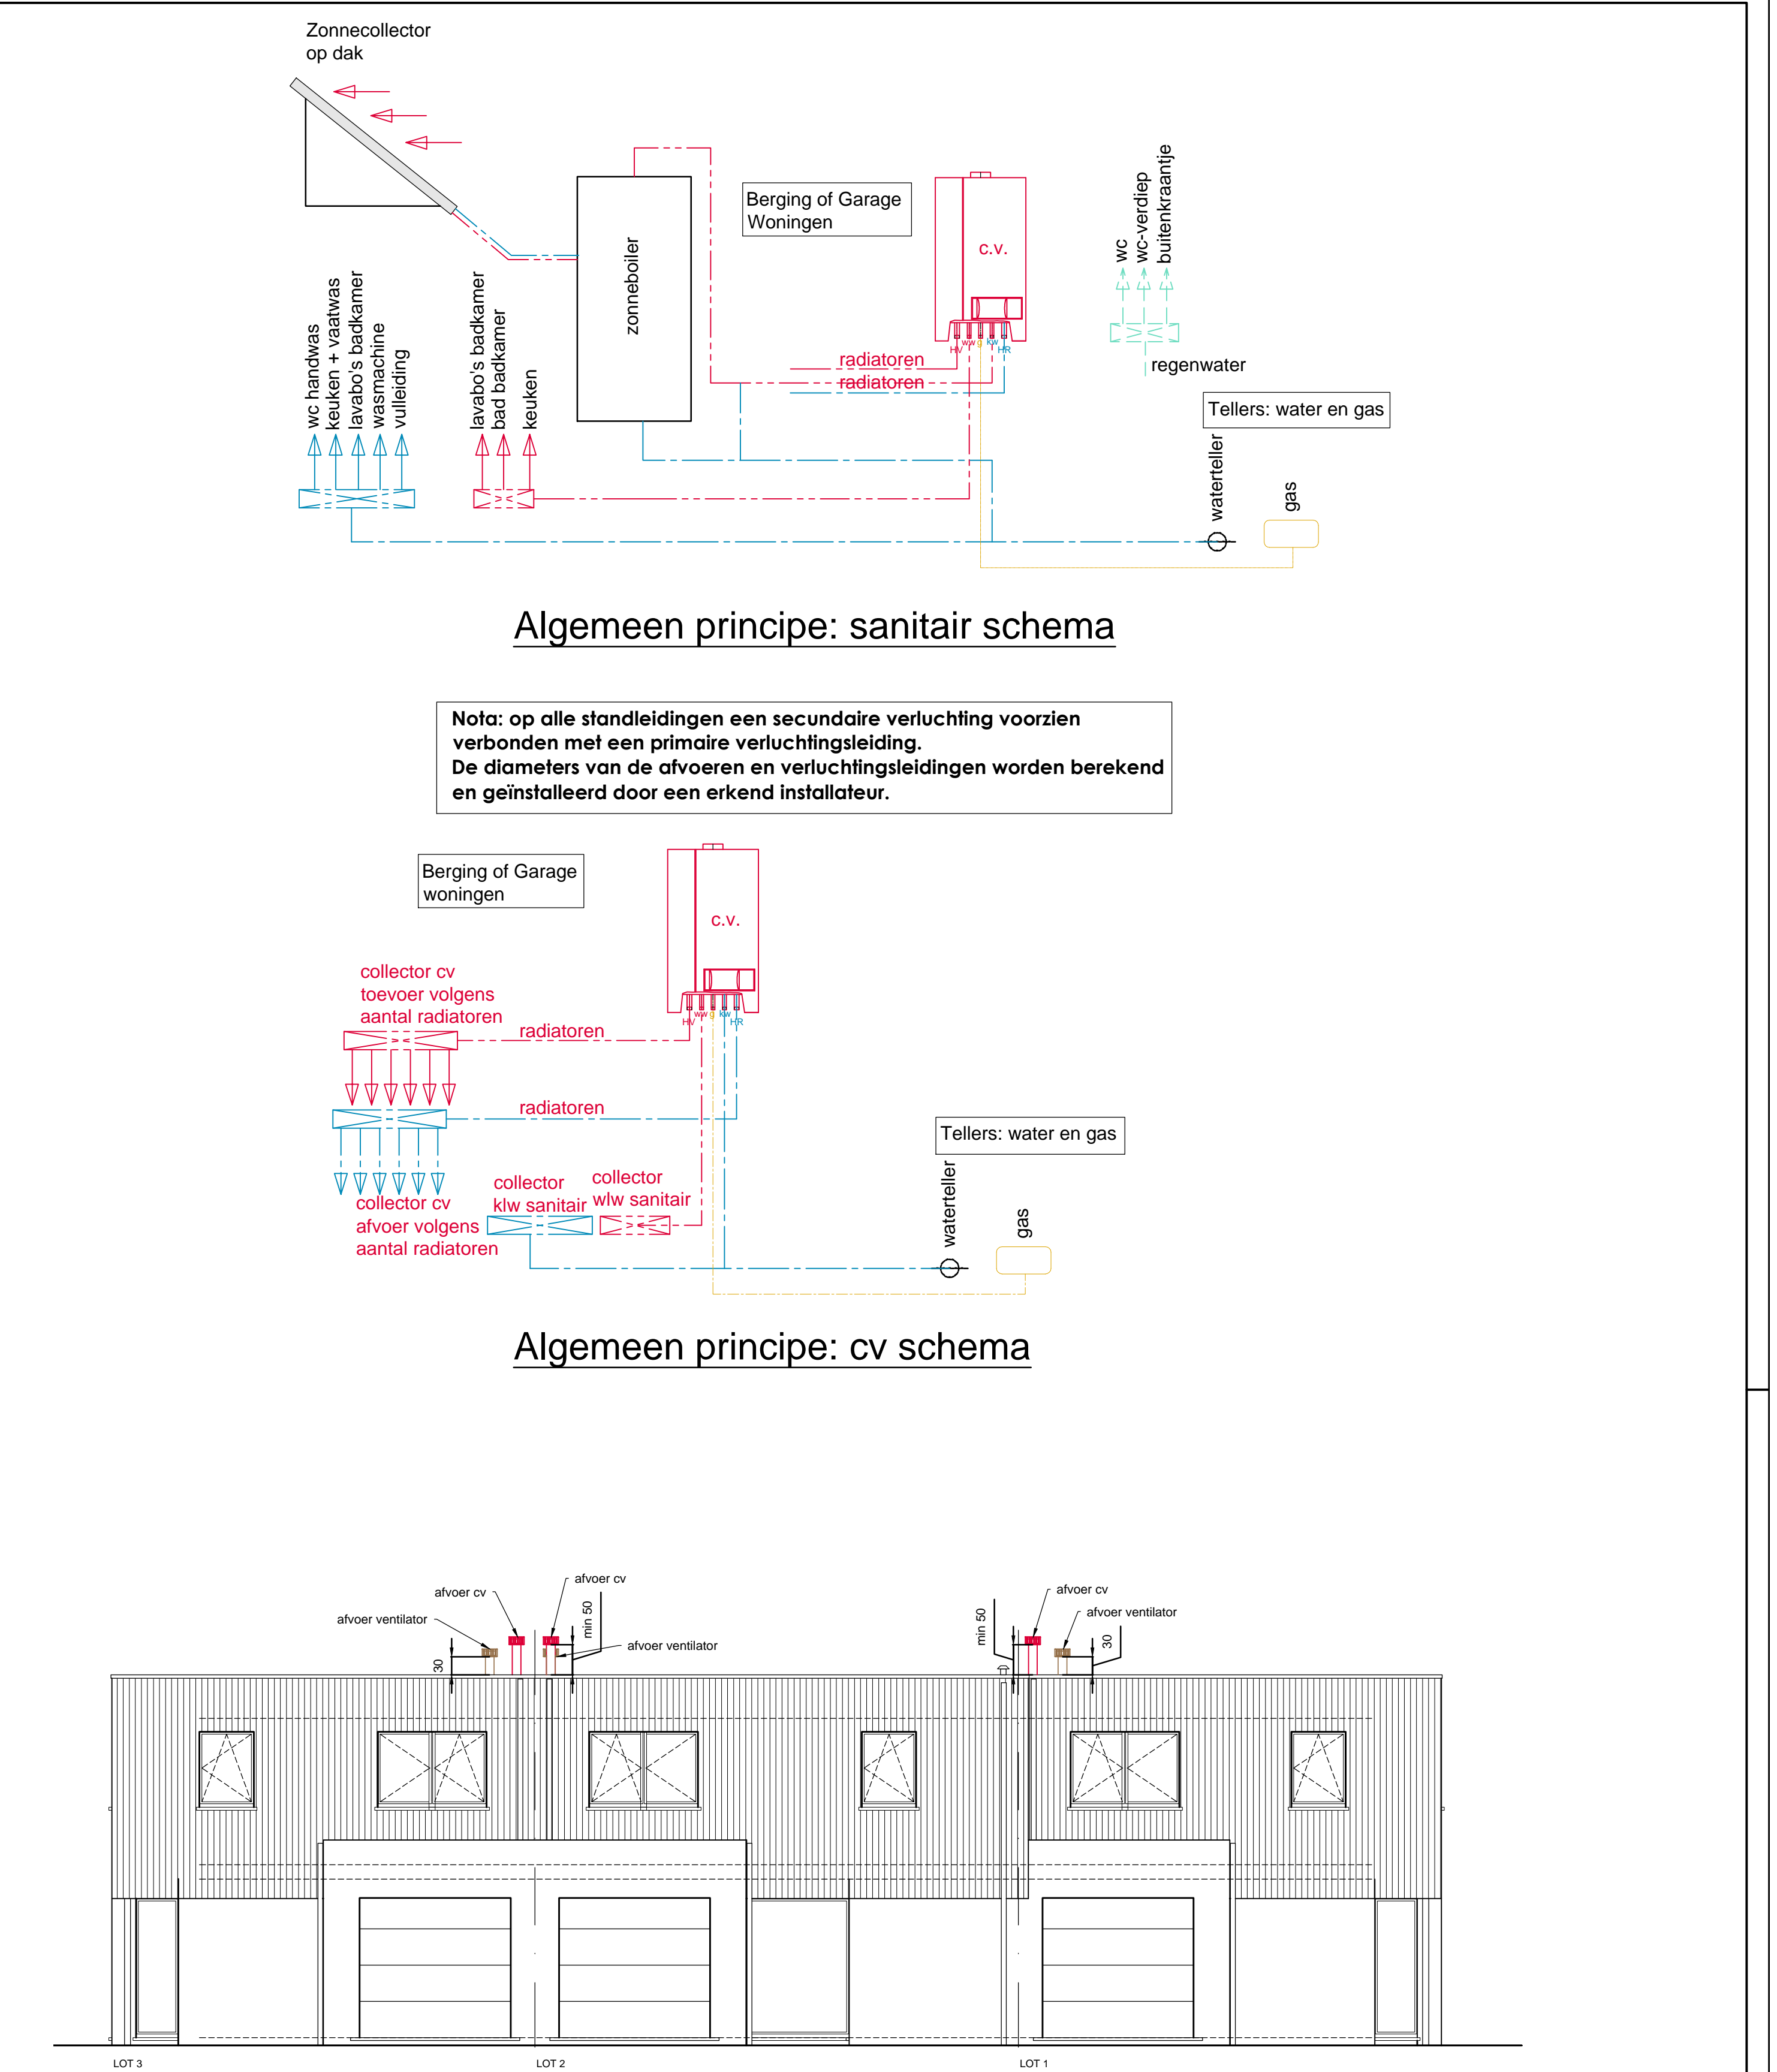 Zonnecollector
op dak
Berging of Garage
Woningen
c.v.
zonneboiler
wc
wc-verdiep
buitenkraantje
regenwater
HV
ww
g
kw
HR
radiatoren
radiatoren
wc handwas
keuken + vaatwas
lavabo's badkamer
wasmachine
vulleiding
lavabo's badkamer
bad badkamer
keuken
Tellers: water en gas
waterteller
gas
Algemeen principe: sanitair schema
Nota: op alle standleidingen een secundaire verluchting voorzien
verbonden met een primaire verluchtingsleiding.
De diameters van de afvoeren en verluchtingsleidingen worden berekend
en geïnstalleerd door een erkend installateur.
Berging of Garage
woningen
c.v.
HV
ww
g
kw
HR
collector cv
toevoer volgens
aantal radiatoren
radiatoren
radiatoren
collector cv
afvoer volgens
aantal radiatoren
collector
klw sanitair
collector
wlw sanitair
Tellers: water en gas
waterteller
gas
Algemeen principe: cv schema
afvoer cv
afvoer ventilator
30
afvoer cv
min 50
afvoer ventilator
min 50
afvoer cv
afvoer ventilator
30
LOT 3
LOT 2
LOT 1